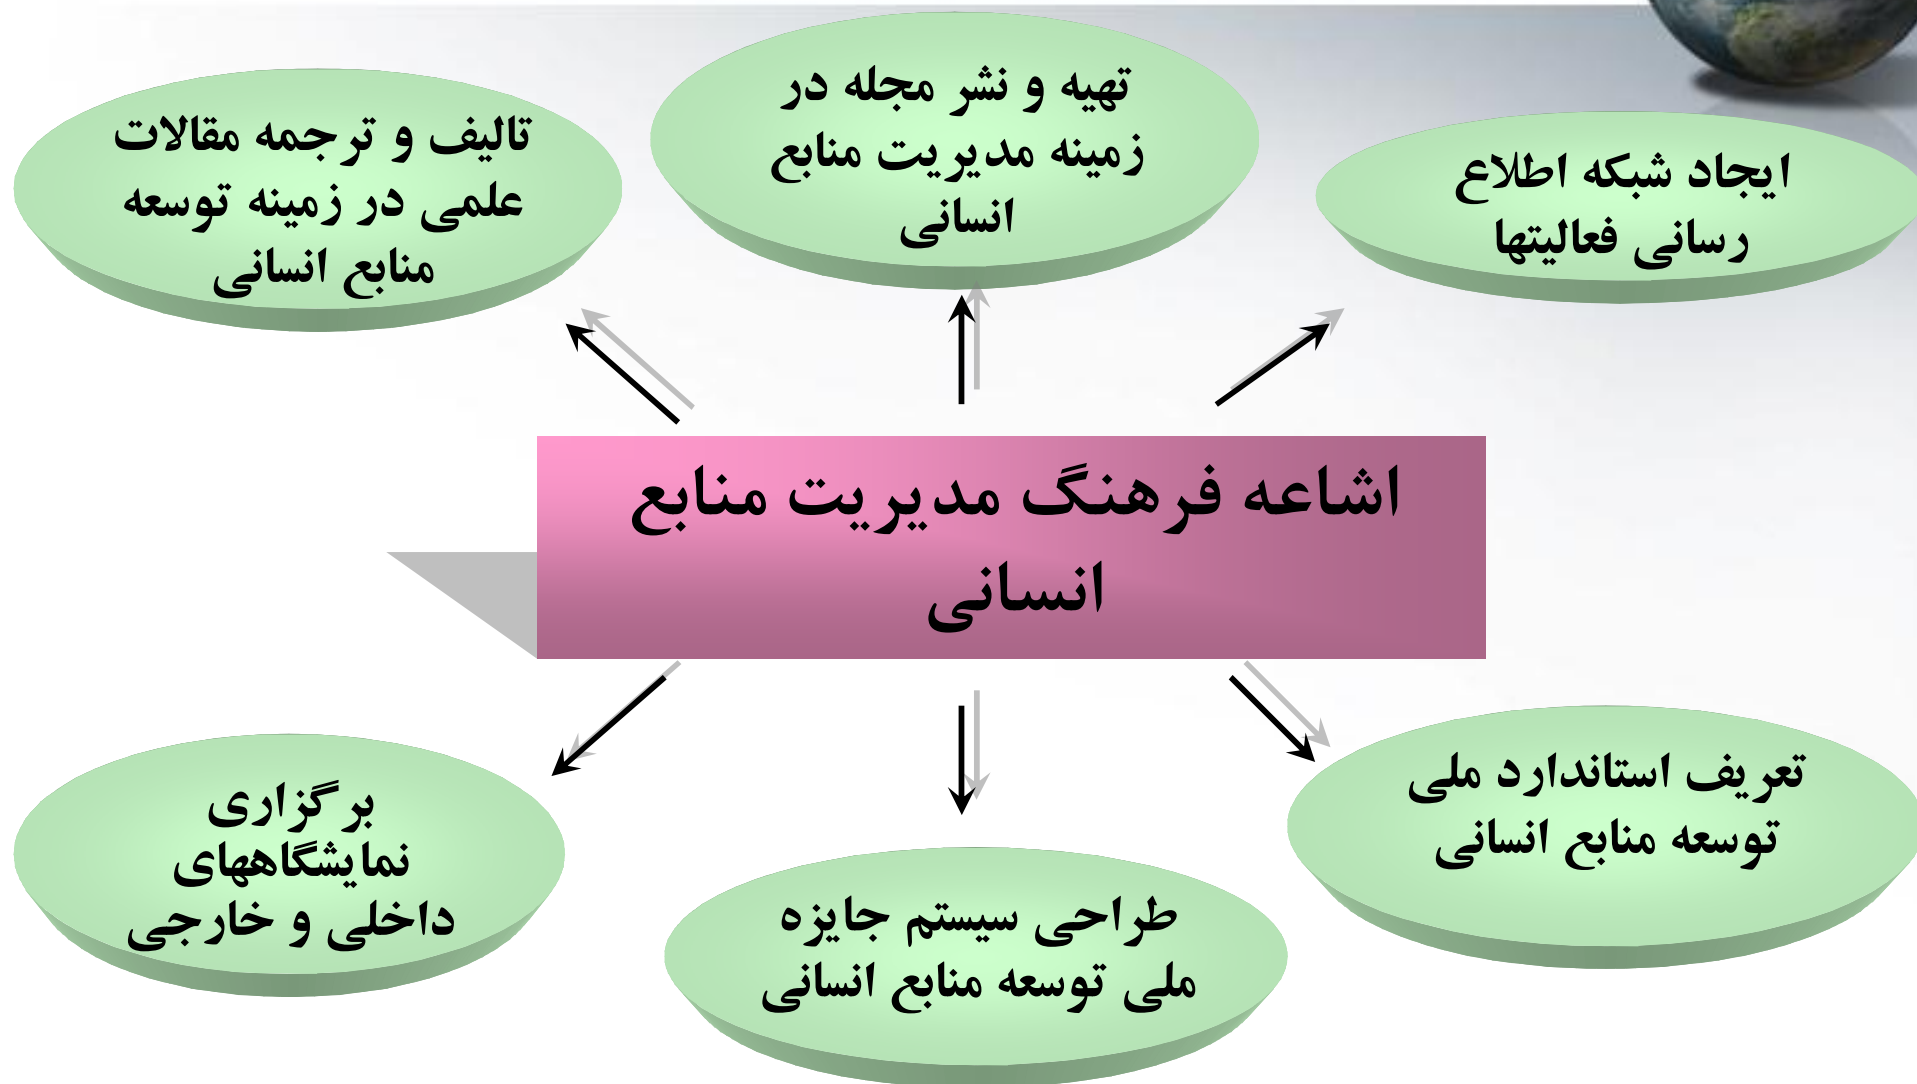 ایجاد شبکه اطلاع
رسانی فعالیتها
تهیه و نشر مجله در
زمینه مدیریت منابع
انسانی
تالیف و ترجمه مقالات
علمی در زمینه توسعه
منابع انسانی
اشاعه فرهنگ مدیریت منابع
انسانی
تعریف استاندارد ملی
توسعه منابع انسانی
طراحی سیستم جایزه
ملی توسعه منابع انسانی
برگزاری
نمایشگاههای
داخلی و خارجی